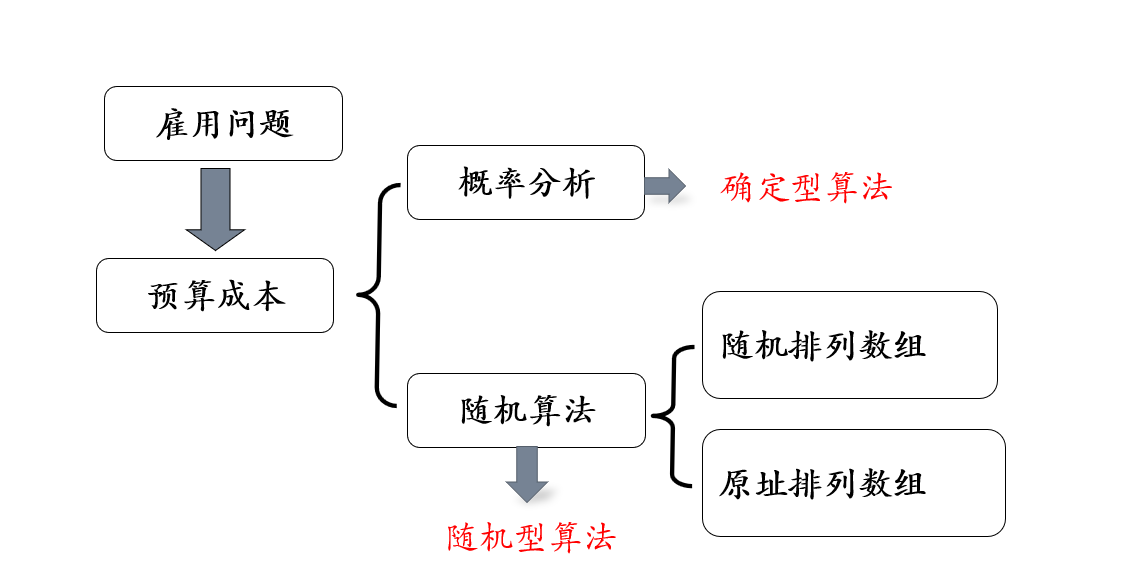 雇用问题
概率分析
确定型算法
预算成本
随机排列数组
随机算法
原址排列数组
随机型算法